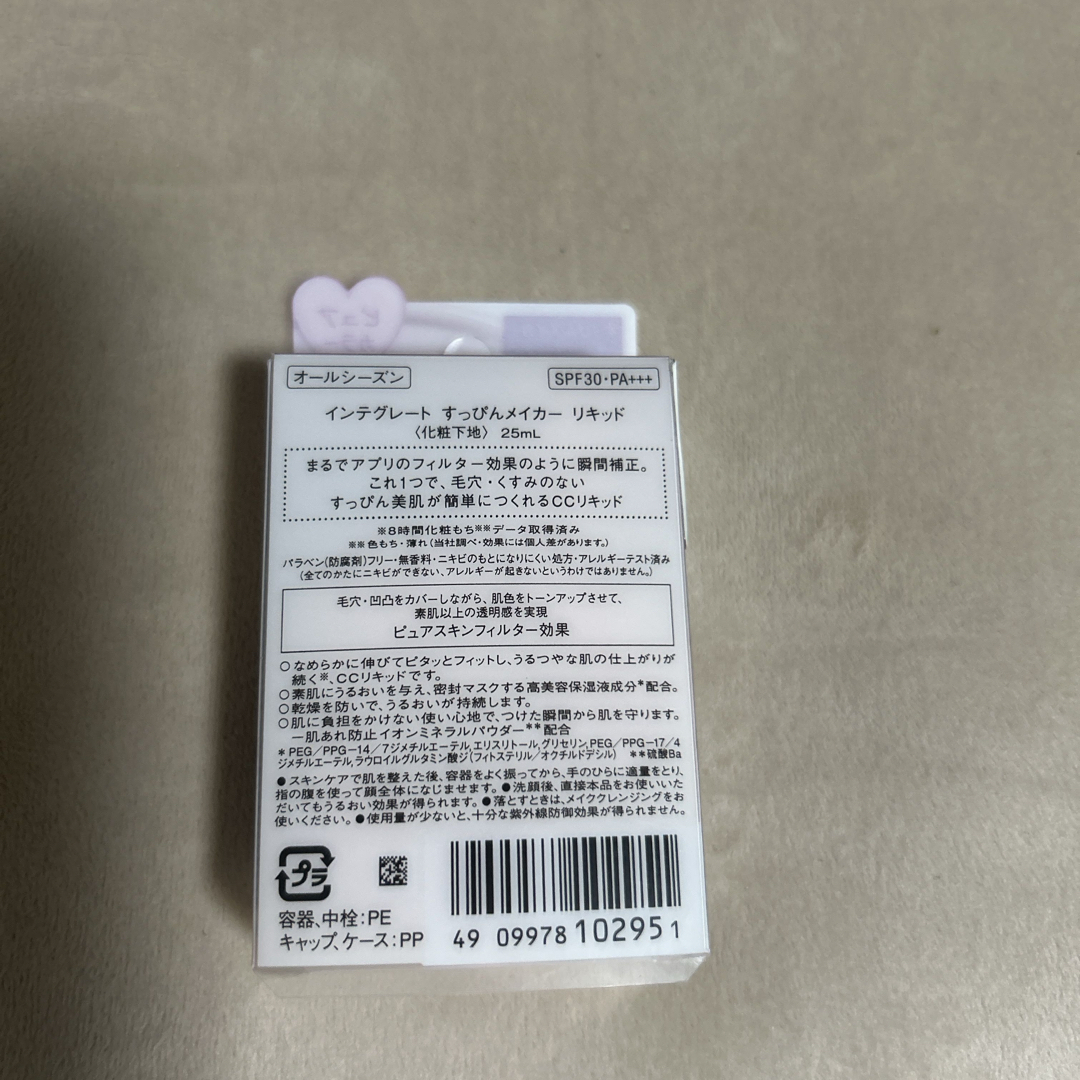 ピュア
オールシーズン
SPF30・PA+++
インテグレート すっぴんメイカー リキッド
〈化粧下地〉 25mL
まるでアプリのフィルター効果のように瞬間補正。
これ1つで、毛穴・くすみのない
すっぴん美肌が簡単につくれるCCリキッド
※8時間化粧もち※※データ取得済み
※※色もち・薄れ(当社調べ・効果には個人差があります。)
パラベン(防腐剤)フリー・無香料・ニキビのもとになりにくい処方・アレルギーテスト済み
(全てのかたにニキビができない、アレルギーが起きないというわけではありません。)
毛穴・凹凸をカバーしながら、肌色をトーンアップさせて、
素肌以上の透明感を実現
ピュアスキンフィルター効果
○なめらかに伸びてピタッとフィットし、うるつやな肌の仕上がりが
続く※、CCリキッドです。
○素肌にうるおいを与え、密封マスクする高美容保湿液成分*配合。
○乾燥を防いで、うるおいが持続します。
○肌に負担をかけない使い心地で、つけた瞬間から肌を守ります。
ー肌あれ防止イオンミネラルパウダー**配合
*PEG/PPG-14/7ジメチルエーテル,エリスリトール,グリセリン,PEG/PPG-17/4
ジメチルエーテル,ラウロイルグルタミン酸ジ(フィトステリル/オクチルドデシル) **硫酸Ba
●スキンケアで肌を整えた後、容器をよく振ってから、手のひらに適量をとり、
指の腹を使って顔全体になじませます。●洗顔後、直接本品をお使いいた
だいてもうるおい効果が得られます。●落とすときは、メイククレンジングをお
使いください。●使用量が少ないと、十分な紫外線防御効果が得られません。
プラ
容器、中栓:PE
キャップ、ケース:PP
49 09978 102951